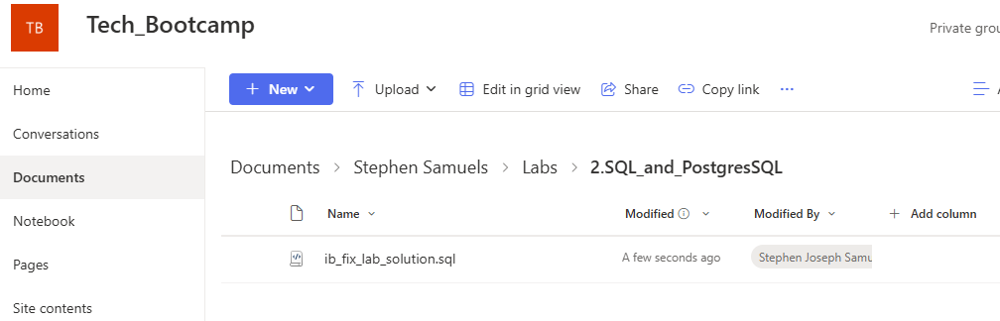 TB
Tech_Bootcamp
Private grou
Home
Conversations
Documents
Notebook
Pages
Site contents
New
Upload
Edit in grid view
Share
Copy link
Documents > Stephen Samuels > Labs > 2.SQL_and_PostgresSQL
Name
Modified
Modified By
Add column
ib_fix_lab_solution.sql
A few seconds ago
Stephen Joseph Samu